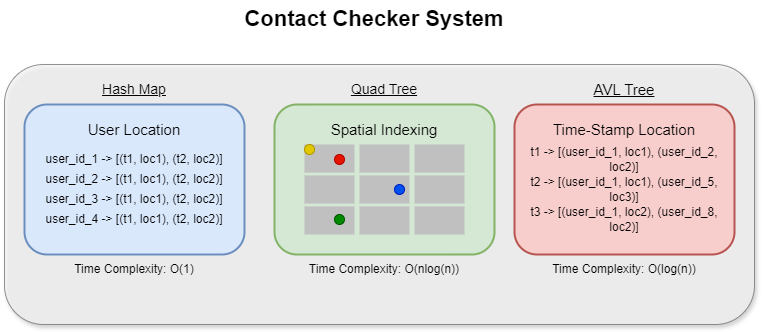 Contact Checker System
Hash Map
User Location
user_id_1 -> [(t1, loc1), (t2, loc2)]
user_id_2 -> [(t1, loc1), (t2, loc2)]
user_id_3 -> [(t1, loc1), (t2, loc2)]
user_id_4 -> [(t1, loc1), (t2, loc2)]
Time Complexity: O(1)
Quad Tree
Spatial Indexing
Time Complexity: O(nlog(n))
AVL Tree
Time-Stamp Location
t1 -> [(user_id_1, loc1), (user_id_2,
loc2)]
t2 -> [(user_id_1, loc1), (user_id_5,
loc3)]
t3 -> [(user_id_1, loc2), (user_id_8,
loc2)]
Time Complexity: O(log(n))